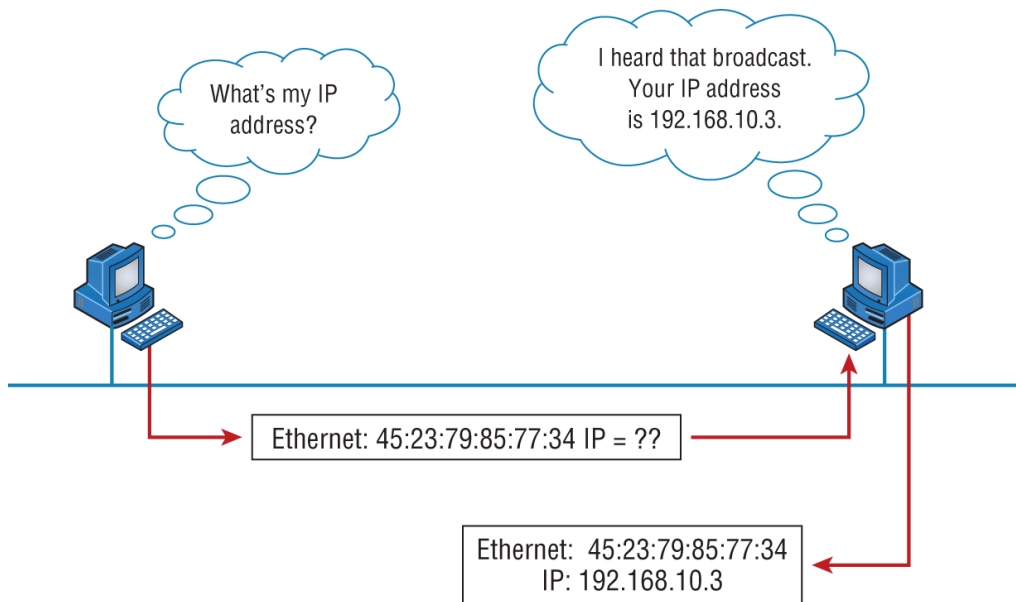 What's my IP
address?
I heard that broadcast.
Your IP address
is 192.168.10.3.
Ethernet: 45:23:79:85:77:34 IP = ??
Ethernet: 45:23:79:85:77:34
IP: 192.168.10.3